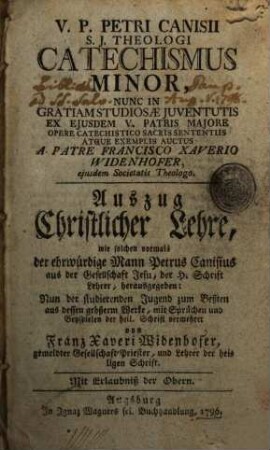 V. P. PETRI CANISII
S. J. THEOLOGI
CATECHISMUS
MINOR,
NUNC IN
GRATIAM STUDIOSÆ JUVENTUTIS
EX EJUSDEM V. PATRIS MAJORE
OPERE CATECHISTICO SACRIS SENTENTIIS
ATQUE EXEMPLIS AUCTUS
A PATRE FRANCISCO XAVERIO
WIDENHOFER,
ejusdem Societatis Theologo.
Auszug
Christlicher Lehre,
wie solchen vormals
der ehrwürdige Mann Petrus Canisius
aus der Gesellschaft Jesu, der H. Schrift
Lehrer, herausgegeben:
Nun der studierenden Jugend zum Besten
aus dessen größerm Werke, mit Sprüchen und
Beyspielen der heil. Schrift vermehret
von
Franz Xaveri Widenhofer,
gemeldter Gesellschaft Priester, und Lehrer der hei-
ligen Schrift.
Mit Erlaubniß der Obern.
Augsburg
In Ignaz Wagners sel. Buchhandlung, 1796.